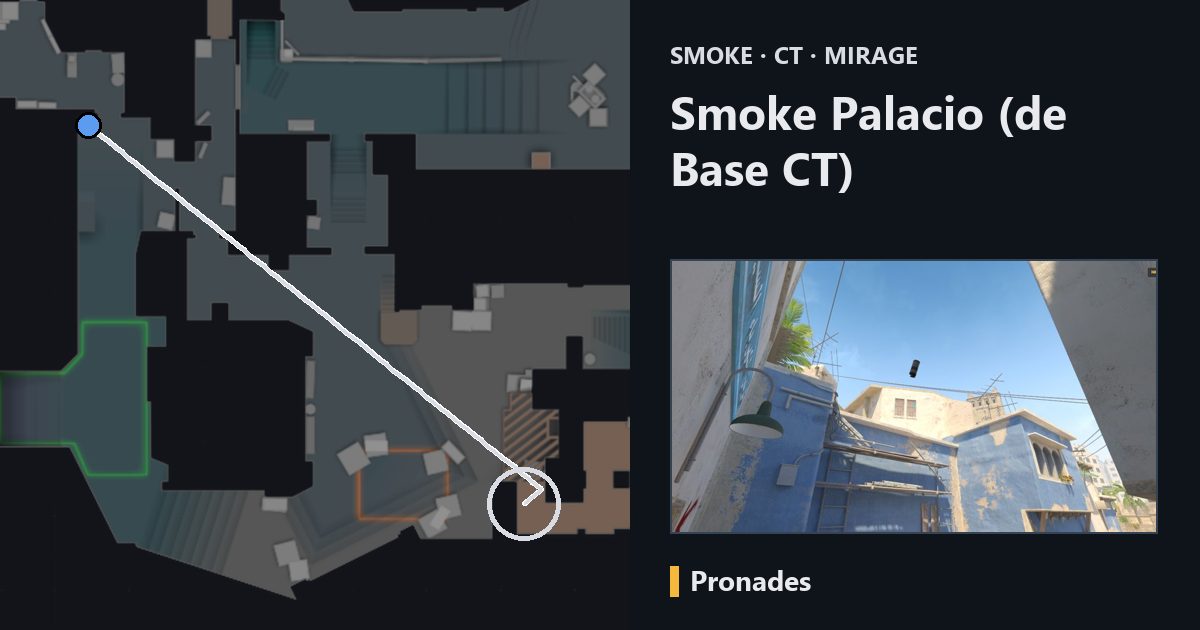 SMOKE · CT · MIRAGE
Smoke Palacio (de
Base CT)
Pronades